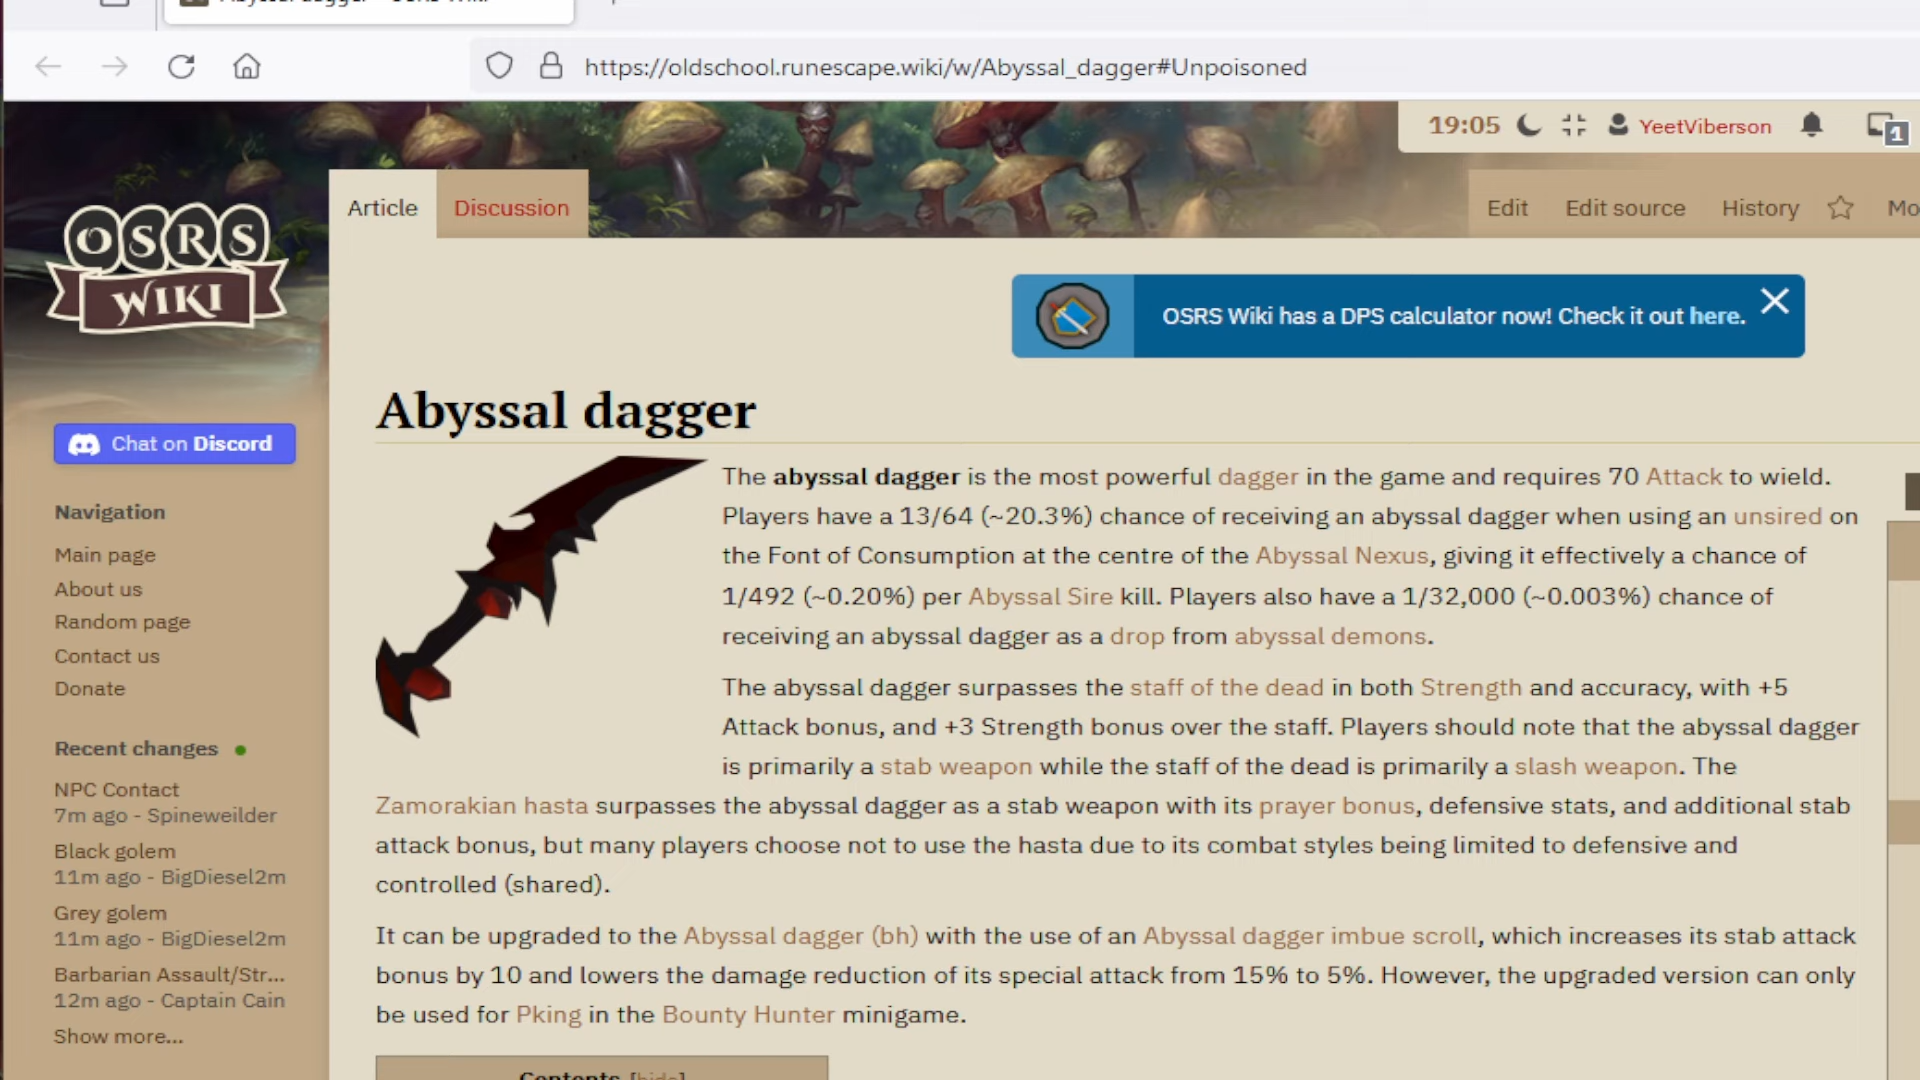 https://oldschool.runescape.wiki/w/Abyssal_dagger#Unpoisoned
19:05
YeetViberson
1
Article
Discussion
Edit
Edit source
History
OSRS
WIKI
OSRS Wiki has a DPS calculator now! Check it out here.
Abyssal dagger
Chat on Discord
Navigation
Main page
About us
Random page
Contact us
Donate
Recent changes
NPC Contact
7m ago - Spineweilder
Black golem
11m ago - BigDiesel2m
Grey golem
11m ago - BigDiesel2m
Barbarian Assault/Str...
12m ago - Captain Cain
Show more...
The abyssal dagger is the most powerful dagger in the game and requires 70 Attack to wield.
Players have a 13/64 (~20.3%) chance of receiving an abyssal dagger when using an unsired on
the Font of Consumption at the centre of the Abyssal Nexus, giving it effectively a chance of
1/492 (~0.20%) per Abyssal Sire kill. Players also have a 1/32,000 (~0.003%) chance of
receiving an abyssal dagger as a drop from abyssal demons.
The abyssal dagger surpasses the staff of the dead in both Strength and accuracy, with +5
Attack bonus, and +3 Strength bonus over the staff. Players should note that the abyssal dagger
is primarily a stab weapon while the staff of the dead is primarily a slash weapon. The
Zamorakian hasta surpasses the abyssal dagger as a stab weapon with its prayer bonus, defensive stats, and additional stab
attack bonus, but many players choose not to use the hasta due to its combat styles being limited to defensive and
controlled (shared).
It can be upgraded to the Abyssal dagger (bh) with the use of an Abyssal dagger imbue scroll, which increases its stab attack
bonus by 10 and lowers the damage reduction of its special attack from 15% to 5%. However, the upgraded version can only
be used for Pking in the Bounty Hunter minigame.
Contents [hide]